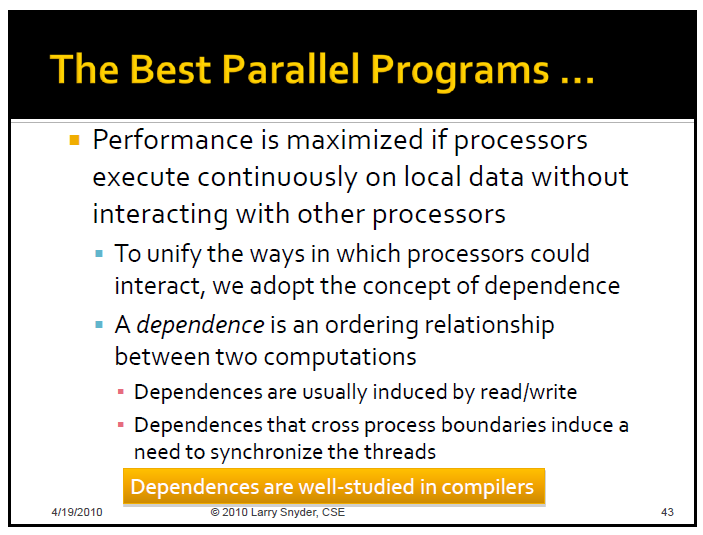 The Best Parallel Programs ...
Performance is maximized if processors
execute continuously on local data without
interacting with other processors
To unify the ways in which processors could
interact, we adopt the concept of dependence
A dependence is an ordering relationship
between two computations
Dependences are usually induced by read/write
Dependences that cross process boundaries induce a
need to synchronize the threads
Dependences are well-studied in compilers
4/19/2010 © 2010 Larry Snyder, CSE 43